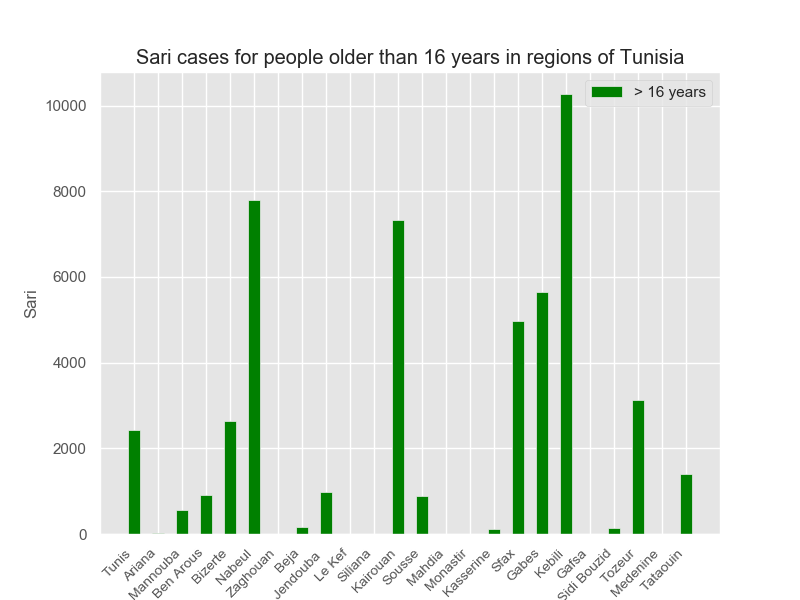 Sari cases for people older than 16 years in regions of Tunisia
> 16 years
10000
8000
6000
4000
2000
0
Sari
Tunis
Ariana
Mannouba
Ben Arous
Bizerte
Nabeul
Zaghouan
Beja
Jendouba
Le Kef
Siliana
Kairouan
Sousse
Mahdia
Monastir
Kasserine
Sfax
Gabes
Kebili
Gafsa
Sidi Bouzid
Tozeur
Medenine
Tataouin